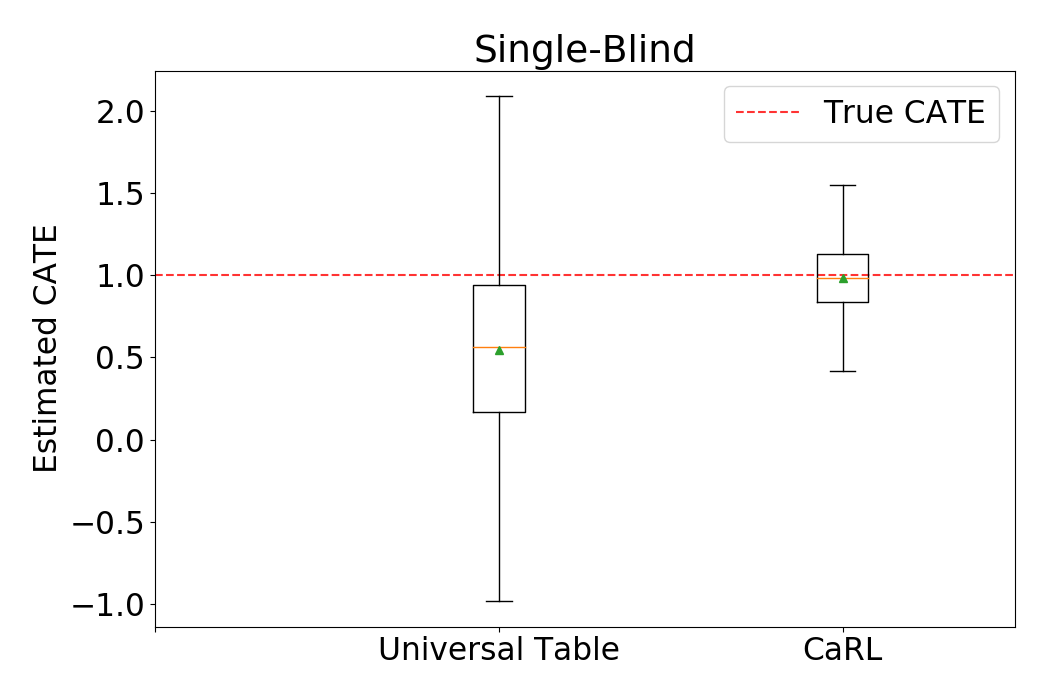 Single-Blind
True CATE
Estimated CATE
2.0
1.5
1.0
0.5
0.0
−0.5
−1.0
Universal Table
CaRL